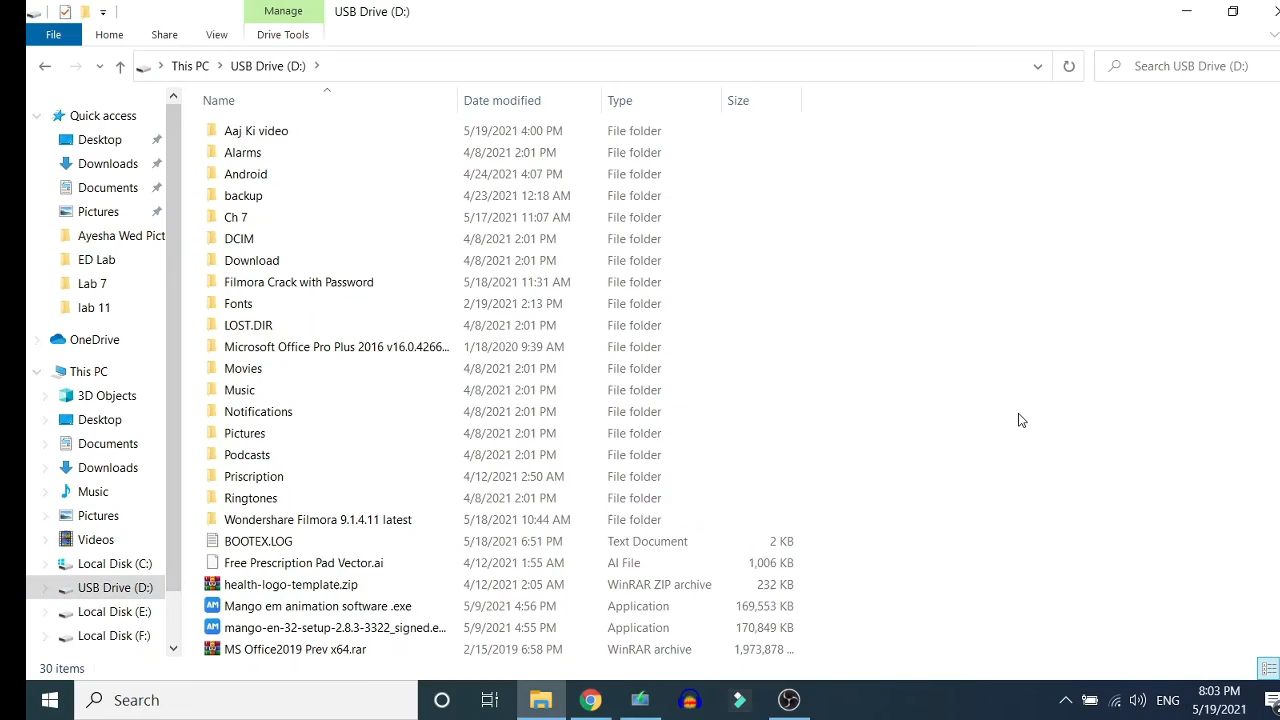 Manage USB Drive (D:)
File Home Share View Drive Tools
This PC USB Drive (D:) Search USB Drive (D:)
Name Date modified Type Size
Quick access
Desktop
Downloads
Documents
Pictures
Ayesha Wed Pict
ED Lab
Lab 7
lab 11
OneDrive
This PC
3D Objects
Desktop
Documents
Downloads
Music
Pictures
Videos
Local Disk (C:)
USB Drive (D:)
Local Disk (E:)
Local Disk (F:)
Aaj Ki video 5/19/2021 4:00 PM File folder
Alarms 4/8/2021 2:01 PM File folder
Android 4/24/2021 4:07 PM File folder
backup 4/23/2021 12:18 AM File folder
Ch 7 5/17/2021 11:07 AM File folder
DCIM 4/8/2021 2:01 PM File folder
Download 4/8/2021 2:01 PM File folder
Filmora Crack with Password 5/18/2021 11:31 AM File folder
Fonts 2/19/2021 2:13 PM File folder
LOST.DIR 4/8/2021 2:01 PM File folder
Microsoft Office Pro Plus 2016 v16.0.4266... 1/18/2020 9:39 AM File folder
Movies 4/8/2021 2:01 PM File folder
Music 4/8/2021 2:01 PM File folder
Notifications 4/8/2021 2:01 PM File folder
Pictures 4/8/2021 2:01 PM File folder
Podcasts 4/8/2021 2:01 PM File folder
Priscription 4/12/2021 2:50 AM File folder
Ringtones 4/8/2021 2:01 PM File folder
Wondershare Filmora 9.1.4.11 latest 5/18/2021 10:44 AM File folder
BOOTEX.LOG 5/18/2021 6:51 PM Text Document 2 KB
Free Prescription Pad Vector.ai 4/12/2021 1:55 AM AI File 1,006 KB
health-logo-template.zip 4/12/2021 2:05 AM WinRAR ZIP archive 232 KB
AM Mango em animation software .exe 5/9/2021 4:56 PM Application 169,553 KB
AM mango-en-32-setup-2.8.3-3322_signed.e... 5/9/2021 4:55 PM Application 170,849 KB
MS Office2019 Prev x64.rar 2/15/2019 6:58 PM WinRAR archive 1,973,878 ...
30 items
Search ENG 8:03 PM
5/19/2021